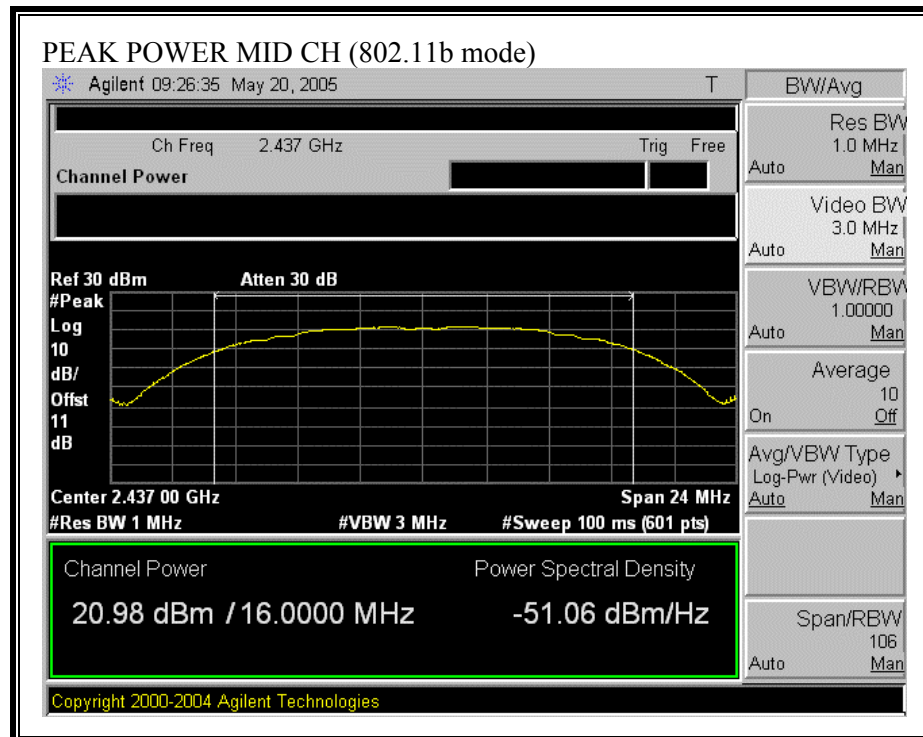 PEAK POWER MID CH (802.11b mode)
Agilent 09:26:35 May 20, 2005 T
Ch Freq 2.437 GHz Trig Free
Channel Power
Ref 30 dBm Atten 30 dB
#Peak
Log
10
dB/
Offst
11
dB
Center 2.437 00 GHz Span 24 MHz
#Res BW 1 MHz #VBW 3 MHz #Sweep 100 ms (601 pts)
Channel Power Power Spectral Density
20.98 dBm / 16.0000 MHz -51.06 dBm/Hz
Copyright 2000-2004 Agilent Technologies
BW/Avg
Res BW
1.0 MHz
Auto Man
Video BW
3.0 MHz
Auto Man
VBW/RBW
1.00000
Auto Man
Average
10
On Off
Avg/VBW Type
Log-Pwr (Video)
Auto Man
Span/RBW
106
Auto Man